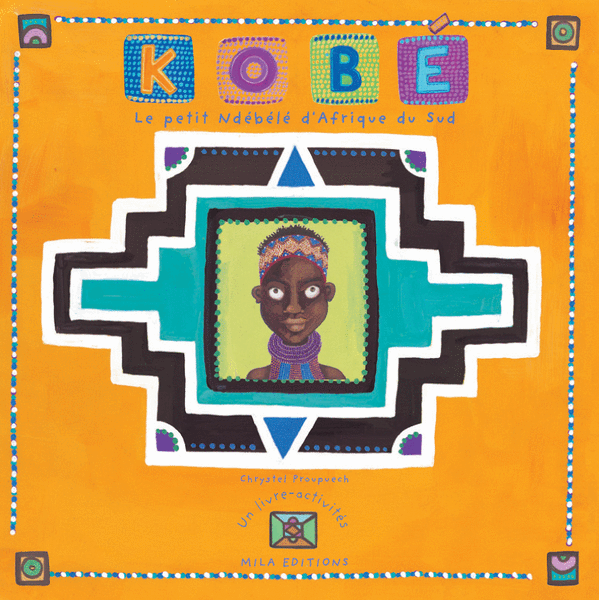 KOBÉ
Le petit Ndébélé d'Afrique du Sud
Chrystel Proupuech
Un livre-activités
MILA EDITIONS